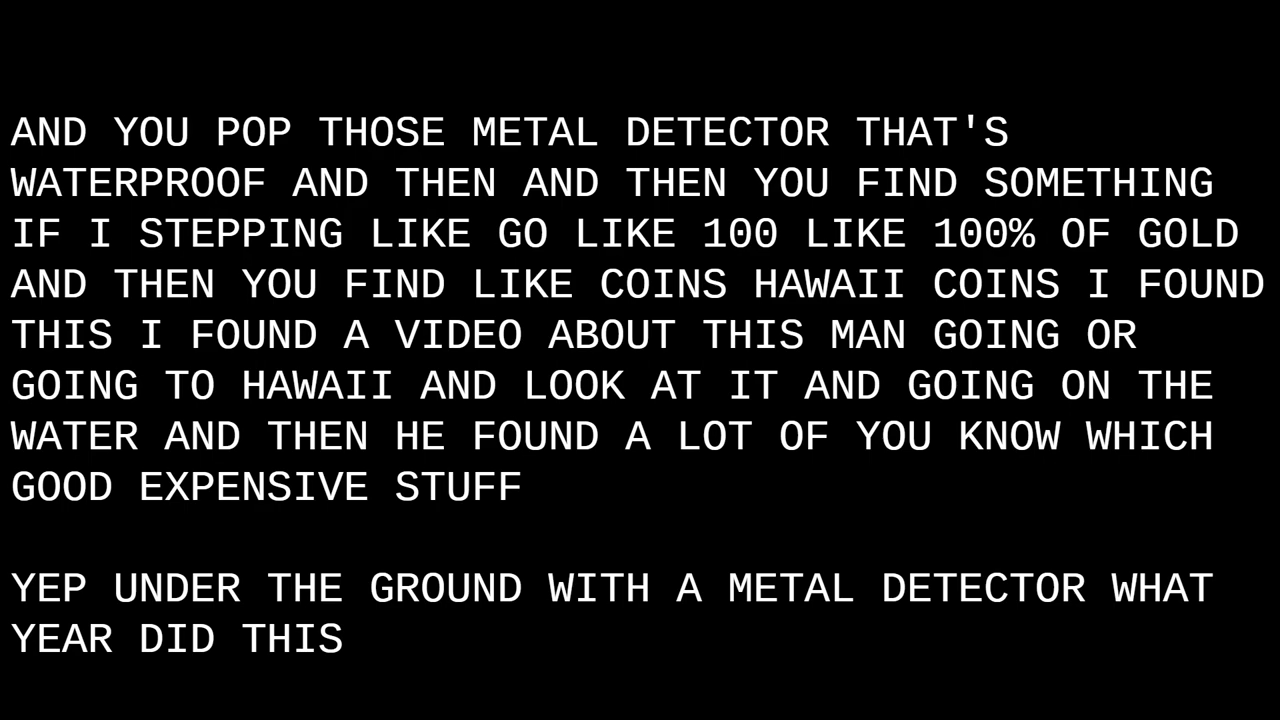 AND YOU POP THOSE METAL DETECTOR THAT'S
WATERPROOF AND THEN AND THEN YOU FIND SOMETHING
IF I STEPPING LIKE GO LIKE 100 LIKE 100% OF GOLD
AND THEN YOU FIND LIKE COINS HAWAII COINS I FOUND
THIS I FOUND A VIDEO ABOUT THIS MAN GOING OR
GOING TO HAWAII AND LOOK AT IT AND GOING ON THE
WATER AND THEN HE FOUND A LOT OF YOU KNOW WHICH
GOOD EXPENSIVE STUFF
YEP UNDER THE GROUND WITH A METAL DETECTOR WHAT
YEAR DID THIS